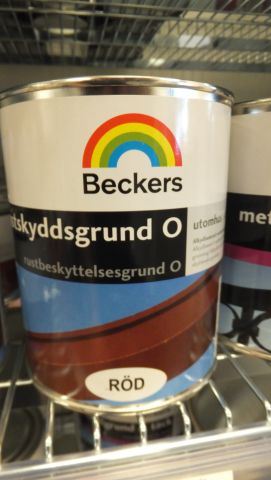 Beckers
stskyddsgrund O
utomhus
rustbeskyttelsesgrund O
RÖD
met